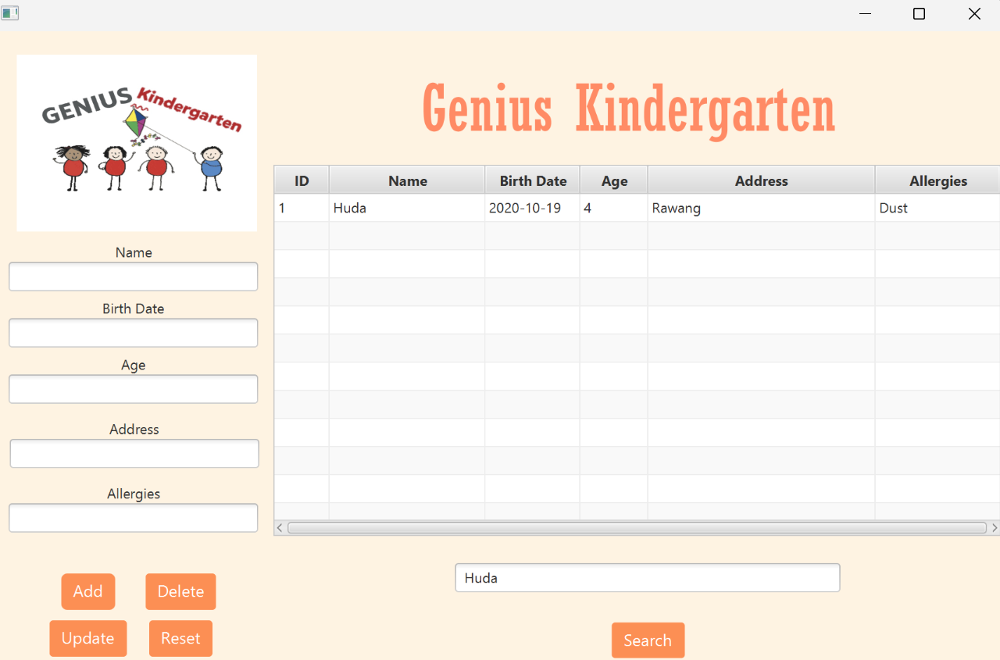 GENIUS Kindergarten
Genius Kindergarten
ID Name Birth Date Age Address Allergies
1 Huda 2020-10-19 4 Rawang Dust
Name
Birth Date
Age
Address
Allergies
Huda
Add Delete
Update Reset
Search